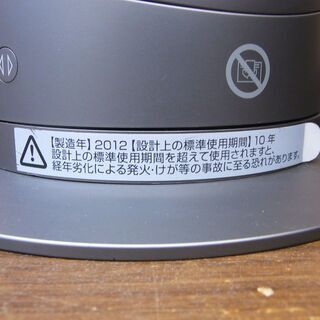 【製造年】2012【設計上の標準使用期間】10年
設計上の標準使用期間を超えて使用されますと、
経年劣化による発火・けが等の事故に至る恐れがあります。